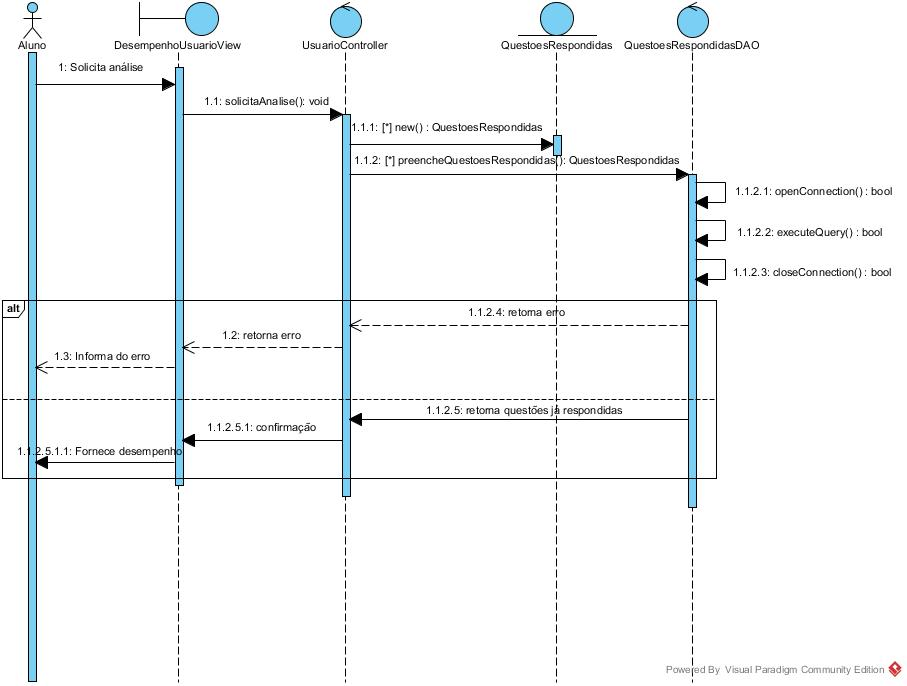 Aluno
DesempenhoUsuarioView
UsuarioController
QuestoesRespondidas
QuestoesRespondidasDAO
1: Solicita análise
1.1: solicitaAnalise(): void
1.1.1: [*] new() : QuestoesRespondidas
1.1.2: [*] preencheQuestoesRespondidas(): QuestoesRespondidas
1.1.2.1: openConnection() : bool
1.1.2.2: executeQuery() : bool
1.1.2.3: closeConnection() : bool
alt
1.1.2.4: retorna erro
1.2: retorna erro
1.3: Informa do erro
1.1.2.5: retorna questões já respondidas
1.1.2.5.1: confirmação
1.1.2.5.1.1: Fornece desempenho
Powered By Visual Paradigm Community Edition